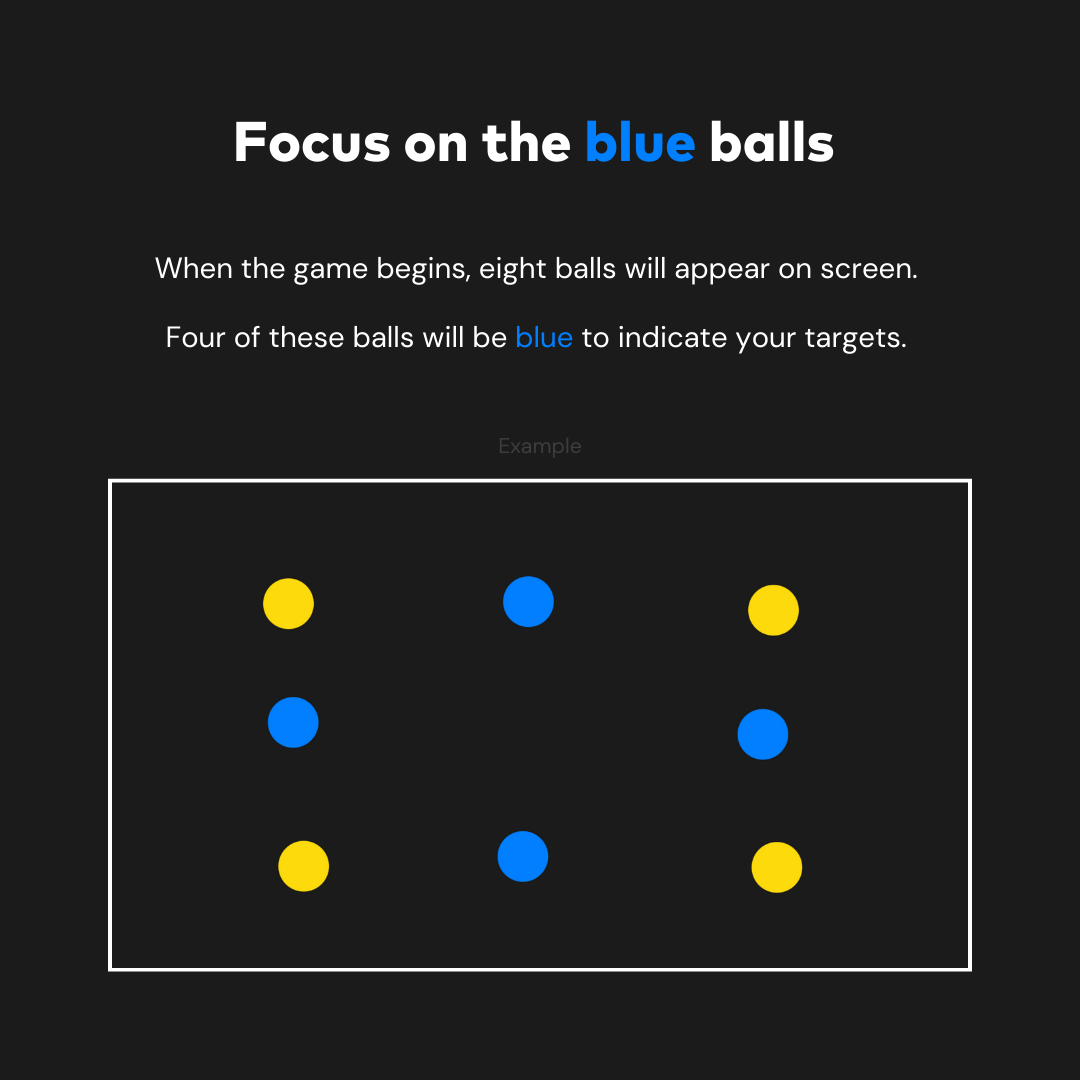 Focus on the blue balls
When the game begins, eight balls will appear on screen.
Four of these balls will be blue to indicate your targets.
Example